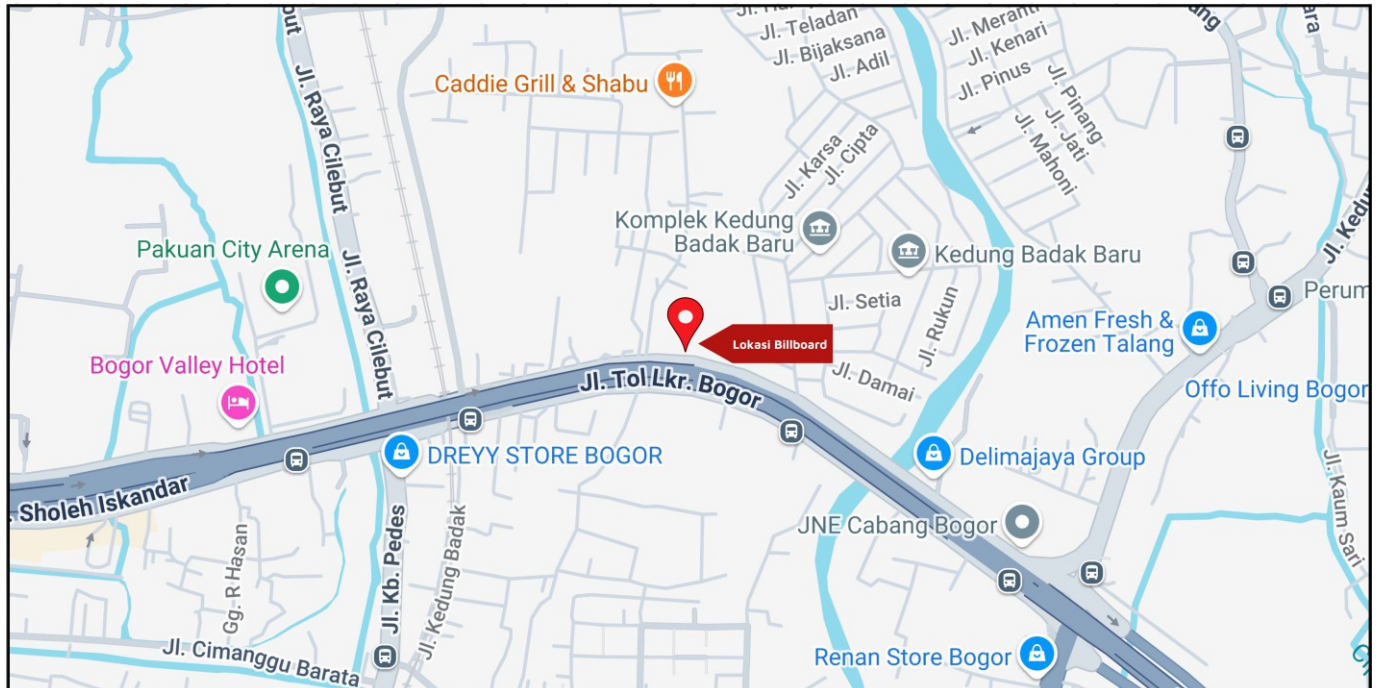 Jl. Teladan
Jl. Bijaksana
Jl. Adil
Jl. Meranti
Jl. Kenari
Jl. Pinus
Jl. Pinang
Jl. Jati
Jl. Mahoni
Caddie Grill & Shabu
Jl. Raya Cilebut
Jl. Karsa
Jl. Cipta
Komplek Kedung
Badak Baru
Kedung Badak Baru
Pakuan City Arena
Jl. Raya Cilebut
Jl. Setia
Jl. Rukun
Jl. Kedu
Perum
Amen Fresh &
Frozen Talang
Lokasi Billboard
Bogor Valley Hotel
Jl. Tol Lkr. Bogor
Jl. Damai
Offo Living Bogor
DREYY STORE BOGOR
Delimajaya Group
. Sholeh Iskandar
JNE Cabang Bogor
Jl. Kaum Sari
Gg. R Hasan
Jl. Kb. Pedes
Jl. Kedung Badak
Jl. Cimanggu Barata
Renan Store Bogor